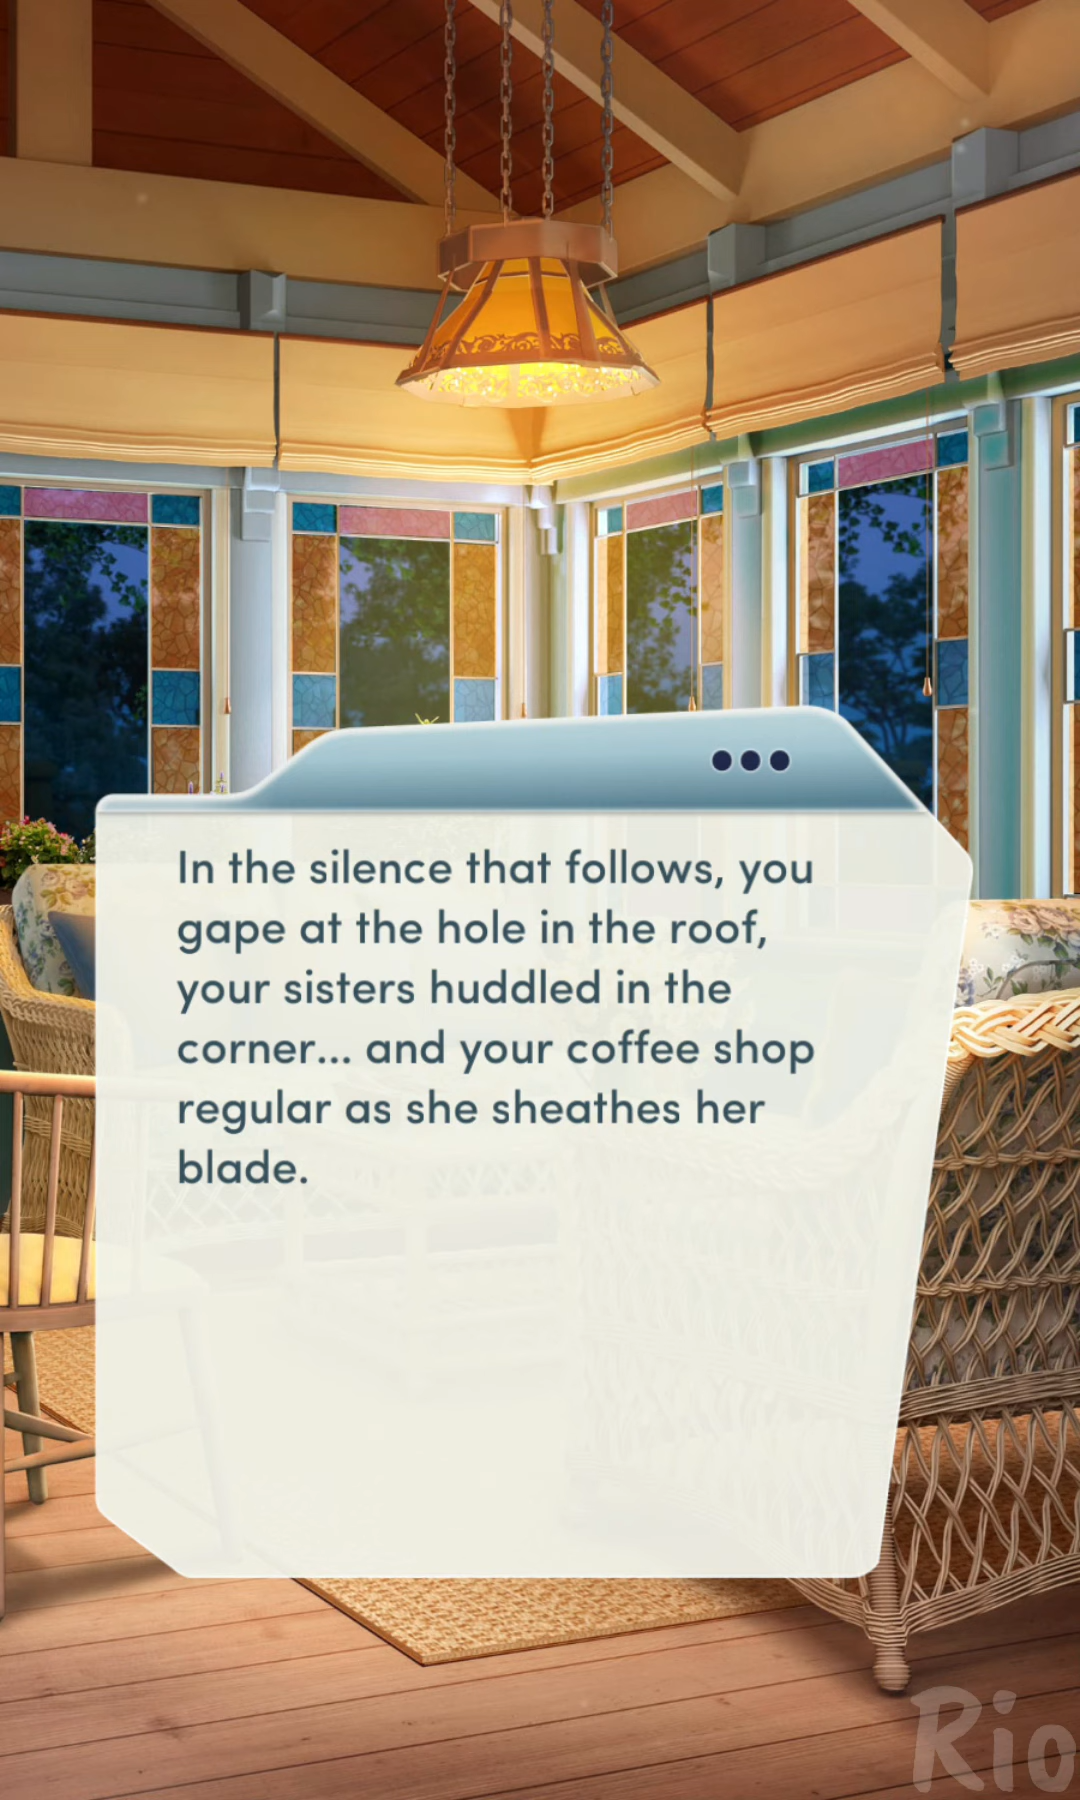 In the silence that follows, you
gape at the hole in the roof,
your sisters huddled in the
corner... and your coffee shop
regular as she sheathes her
blade.
Rio